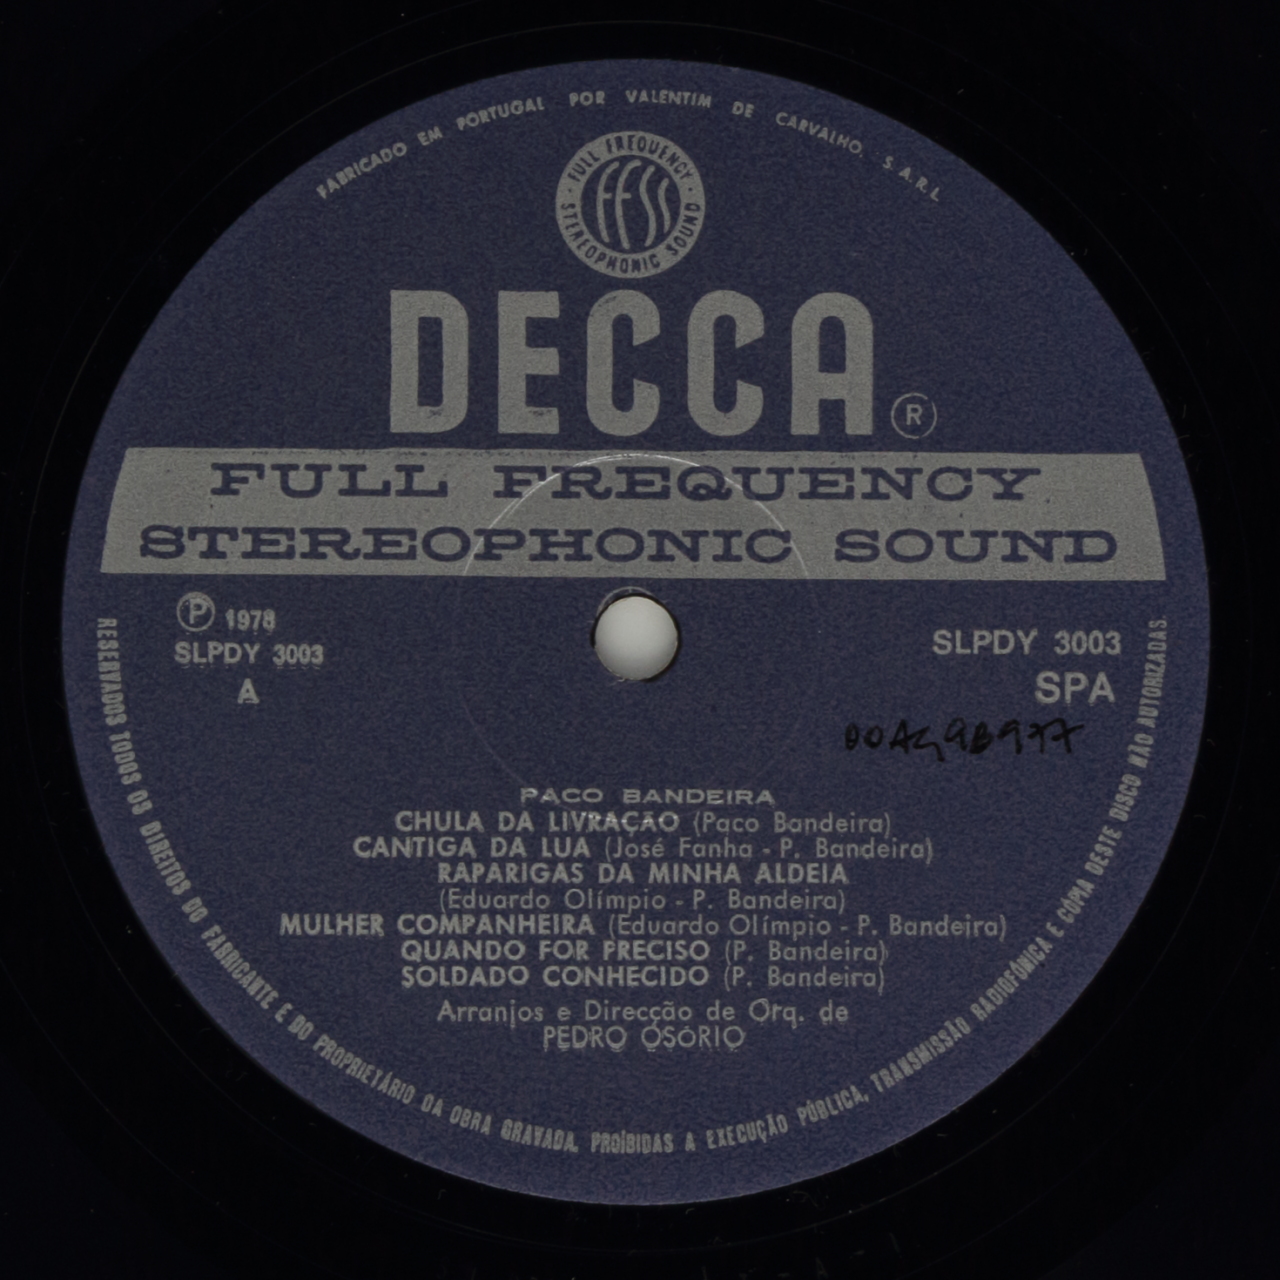 FABRICADO EM PORTUGAL POR VALENTIM DE CARVALHO, S.A.R.L
FULL FREQUENCY
FFSS
STEREOPHONIC SOUND
DECCA ®
FULL FREQUENCY
STEREOPHONIC SOUND
Ⓟ 1978
SLPDY 3003
A
SLPDY 3003
SPA
PACO BANDEIRA
CHULA DA LIVRAÇÃO (Paco Bandeira)
CANTIGA DA LUA (José Fanha - P. Bandeira)
RAPARIGAS DA MINHA ALDEIA
(Eduardo Olímpio - P. Bandeira)
MULHER COMPANHEIRA (Eduardo Olímpio - P. Bandeira)
QUANDO FOR PRECISO (P. Bandeira)
SOLDADO CONHECIDO (P. Bandeira)
Arranjos e Direcção de Orq. de
PEDRO OSÓRIO
RESERVADOS TODOS OS DIREITOS DO FABRICANTE E DO PROPRIETÁRIO DA OBRA GRAVADA. PROÍBIDAS A EXECUÇÃO PÚBLICA, TRANSMISSÃO RADIOFÓNICA E CÓPIA DESTE DISCO NÃO AUTORIZADAS.